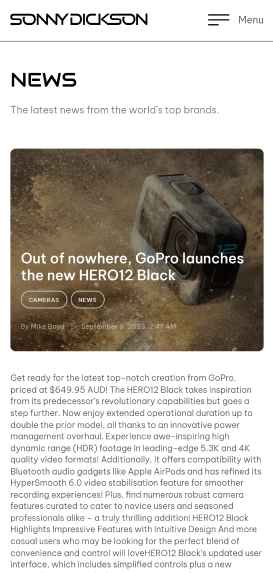 SONNY DICKSON
Menu
NEWS
The latest news from the world's top brands.
12
Out of nowhere, GoPro launches
the new HERO12 Black
CAMERAS
NEWS
By Mike Boyd
September 8, 2023, 2:47 AM
Get ready for the latest top-notch creation from GoPro,
priced at $649.95 AUD! The HERO12 Black takes inspiration
from its predecessor's revolutionary capabilities but goes a
step further. Now enjoy extended operational duration up to
double the prior model, all thanks to an innovative power
management overhaul. Experience awe-inspiring high
dynamic range (HDR) footage in leading-edge 5.3K and 4K
quality video formats! Additionally, it offers compatibility with
Bluetooth audio gadgets like Apple AirPods and has refined its
HyperSmooth 6.0 video stabilisation feature for smoother
recording experiences! Plus, find numerous robust camera
features curated to cater to novice users and seasoned
professionals alike – a truly thrilling addition! HERO12 Black
Highlights Impressive Features with Intuitive Design And more
casual users who may be looking for the perfect blend of
convenience and control will loveHERO12 Black's updated user
interface, which includes simplified controls plus a new